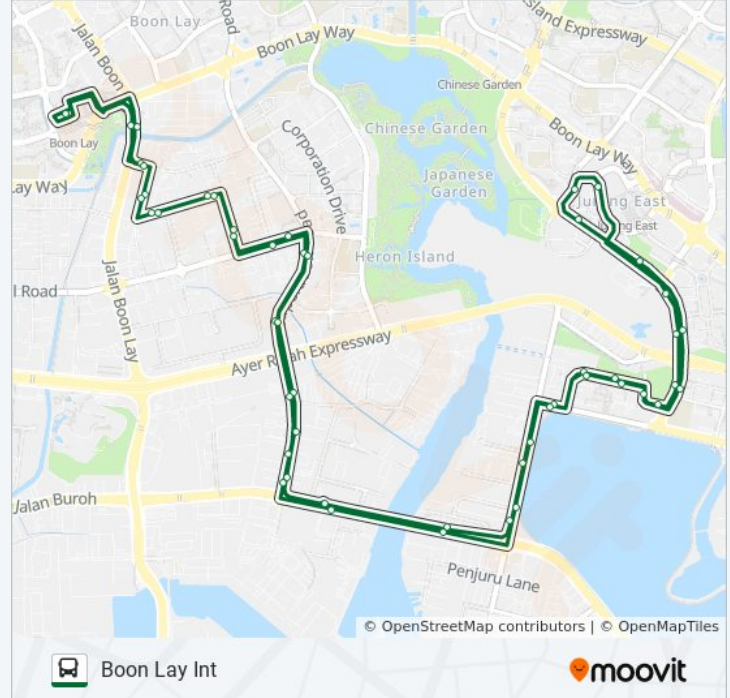 Boon Lay
Road
Island Expressway
Jalan Boon
Boon Lay Way
Chinese Garden
Corporation Drive
Chinese Garden
Boon Lay Way
Boon Lay
Japanese
Garden
Lay Way
Jurong East
Heron Island
Jalan Boon Lay
l Road
Ayer Rajah Expressway
Jalan Buroh
Penjuru Lane
© OpenStreetMap contributors | © OpenMapTiles
Boon Lay Int
moovit